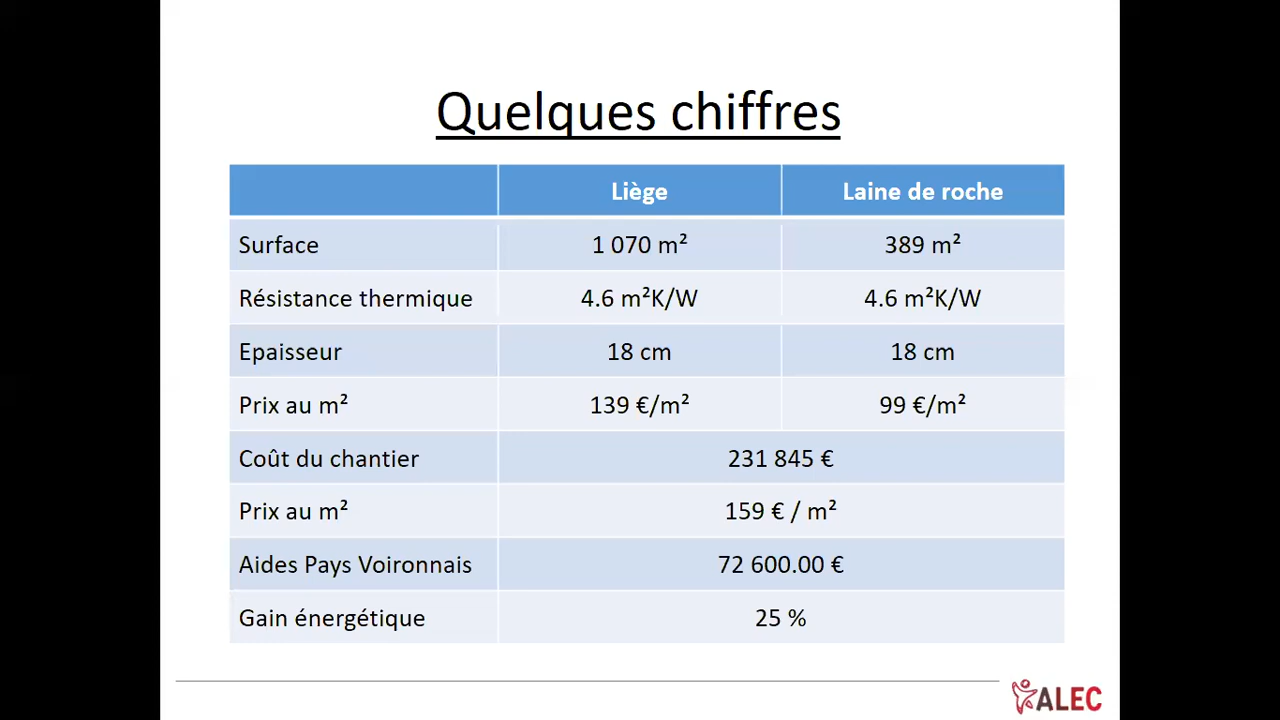 Quelques chiffres
Liège Laine de roche
Surface 1 070 m² 389 m²
Résistance thermique 4.6 m²K/W 4.6 m²K/W
Epaisseur 18 cm 18 cm
Prix au m² 139 €/m² 99 €/m²
Coût du chantier 231 845 €
Prix au m² 159 € / m²
Aides Pays Voironnais 72 600.00 €
Gain énergétique 25 %
ALEC